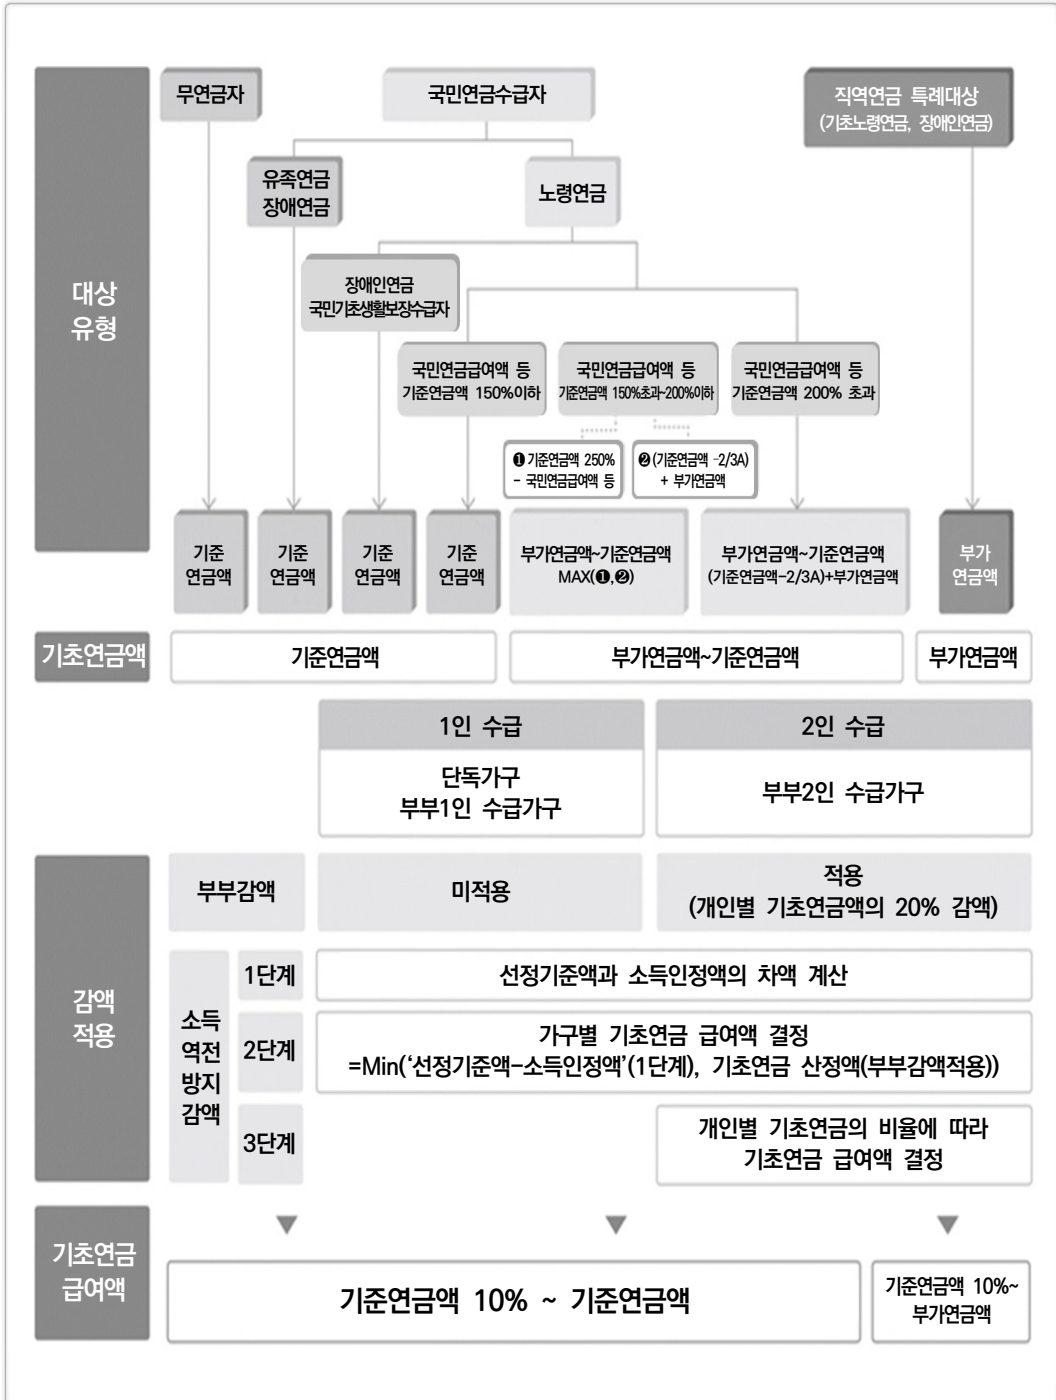 대상
유형
무연금자
국민연금수급자
직역연금 특례대상
(기초노령연금, 장애인연금)
유족연금
장애연금
노령연금
장애인연금
국민기초생활보장수급자
국민연금급여액 등
기준연금액 150%이하
국민연금급여액 등
기준연금액 150%초과~200%이하
국민연금급여액 등
기준연금액 200% 초과
❶ 기준연금액 250%
- 국민연금급여액 등
❷ (기준연금액 -2/3A)
+ 부가연금액
기준
연금액
기준
연금액
기준
연금액
기준
연금액
부가연금액~기준연금액
MAX(❶,❷)
부가연금액~기준연금액
(기준연금액-2/3A)+부가연금액
부가
연금액
기초연금액
기준연금액
부가연금액~기준연금액
부가연금액
1인 수급
2인 수급
단독가구
부부1인 수급가구
부부2인 수급가구
감액
적용
부부감액
미적용
적용
(개인별 기초연금액의 20% 감액)
소득
역전
방지
감액
1단계
선정기준액과 소득인정액의 차액 계산
2단계
가구별 기초연금 급여액 결정
=Min(‘선정기준액-소득인정액’(1단계), 기초연금 산정액(부부감액적용))
3단계
개인별 기초연금의 비율에 따라
기초연금 급여액 결정
기초연금
급여액
기준연금액 10% ~ 기준연금액
기준연금액 10%~
부가연금액